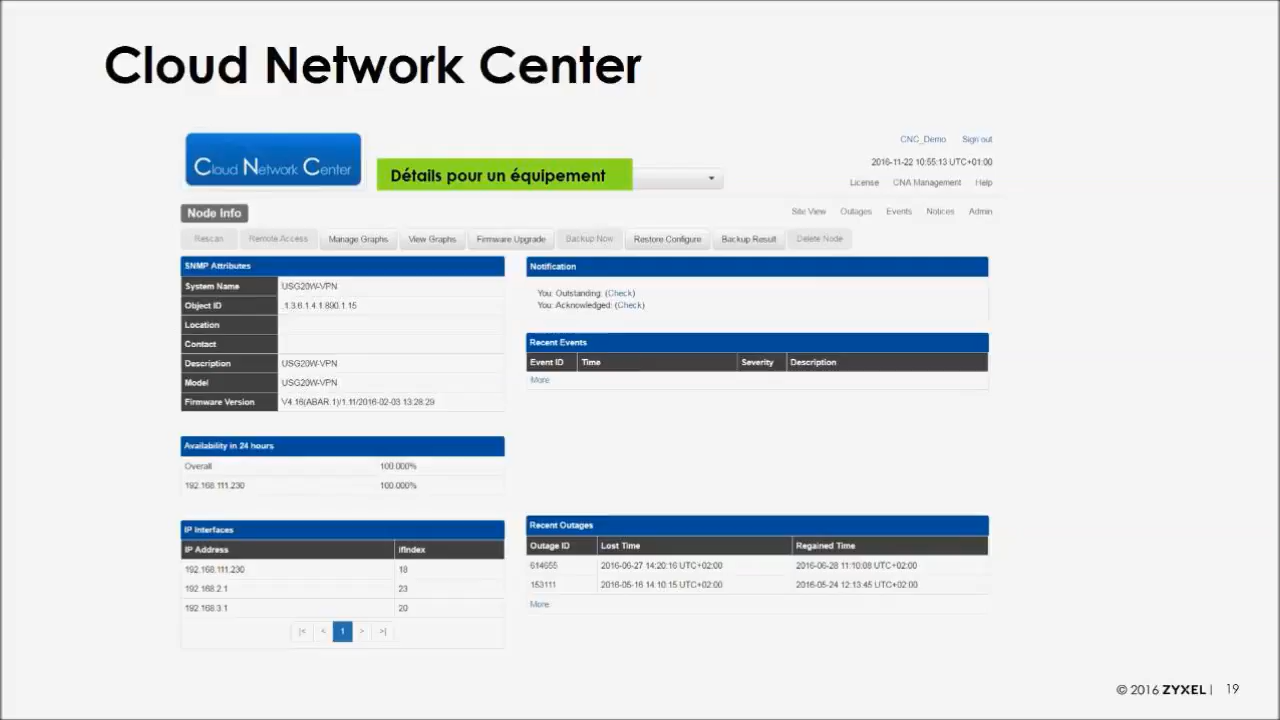 Cloud Network Center
CNC_Demo Sign out
Cloud Network Center
Détails pour un équipement
2016-11-22 10:55:13 UTC+01:00
License CNA Management Help
Node Info
Site View Outages Events Notices Admin
Rescan Remote Access Manage Graphs View Graphs Firmware Upgrade Backup Now Restore Configure Backup Result Delete Node
SNMP Attributes
System Name USG20W-VPN
Object ID .1.3.6.1.4.1.890.1.15
Location
Contact
Description USG20W-VPN
Model USG20W-VPN
Firmware Version V4.16(ABAR.1)/1.11/2016-02-03 13:28:29
Notification
You: Outstanding: (Check)
You: Acknowledged: (Check)
Recent Events
Event ID Time Severity Description
More
Availability in 24 hours
Overall 100.000%
192.168.111.230 100.000%
IP Interfaces
IP Address ifIndex
192.168.111.230 18
192.168.2.1 23
192.168.3.1 20
|< < 1 > >|
Recent Outages
Outage ID Lost Time Regained Time
614655 2016-06-27 14:20:16 UTC+02:00 2016-06-28 11:10:08 UTC+02:00
153111 2016-05-16 14:10:15 UTC+02:00 2016-05-24 12:13:45 UTC+02:00
More
© 2016 ZYXEL | 19